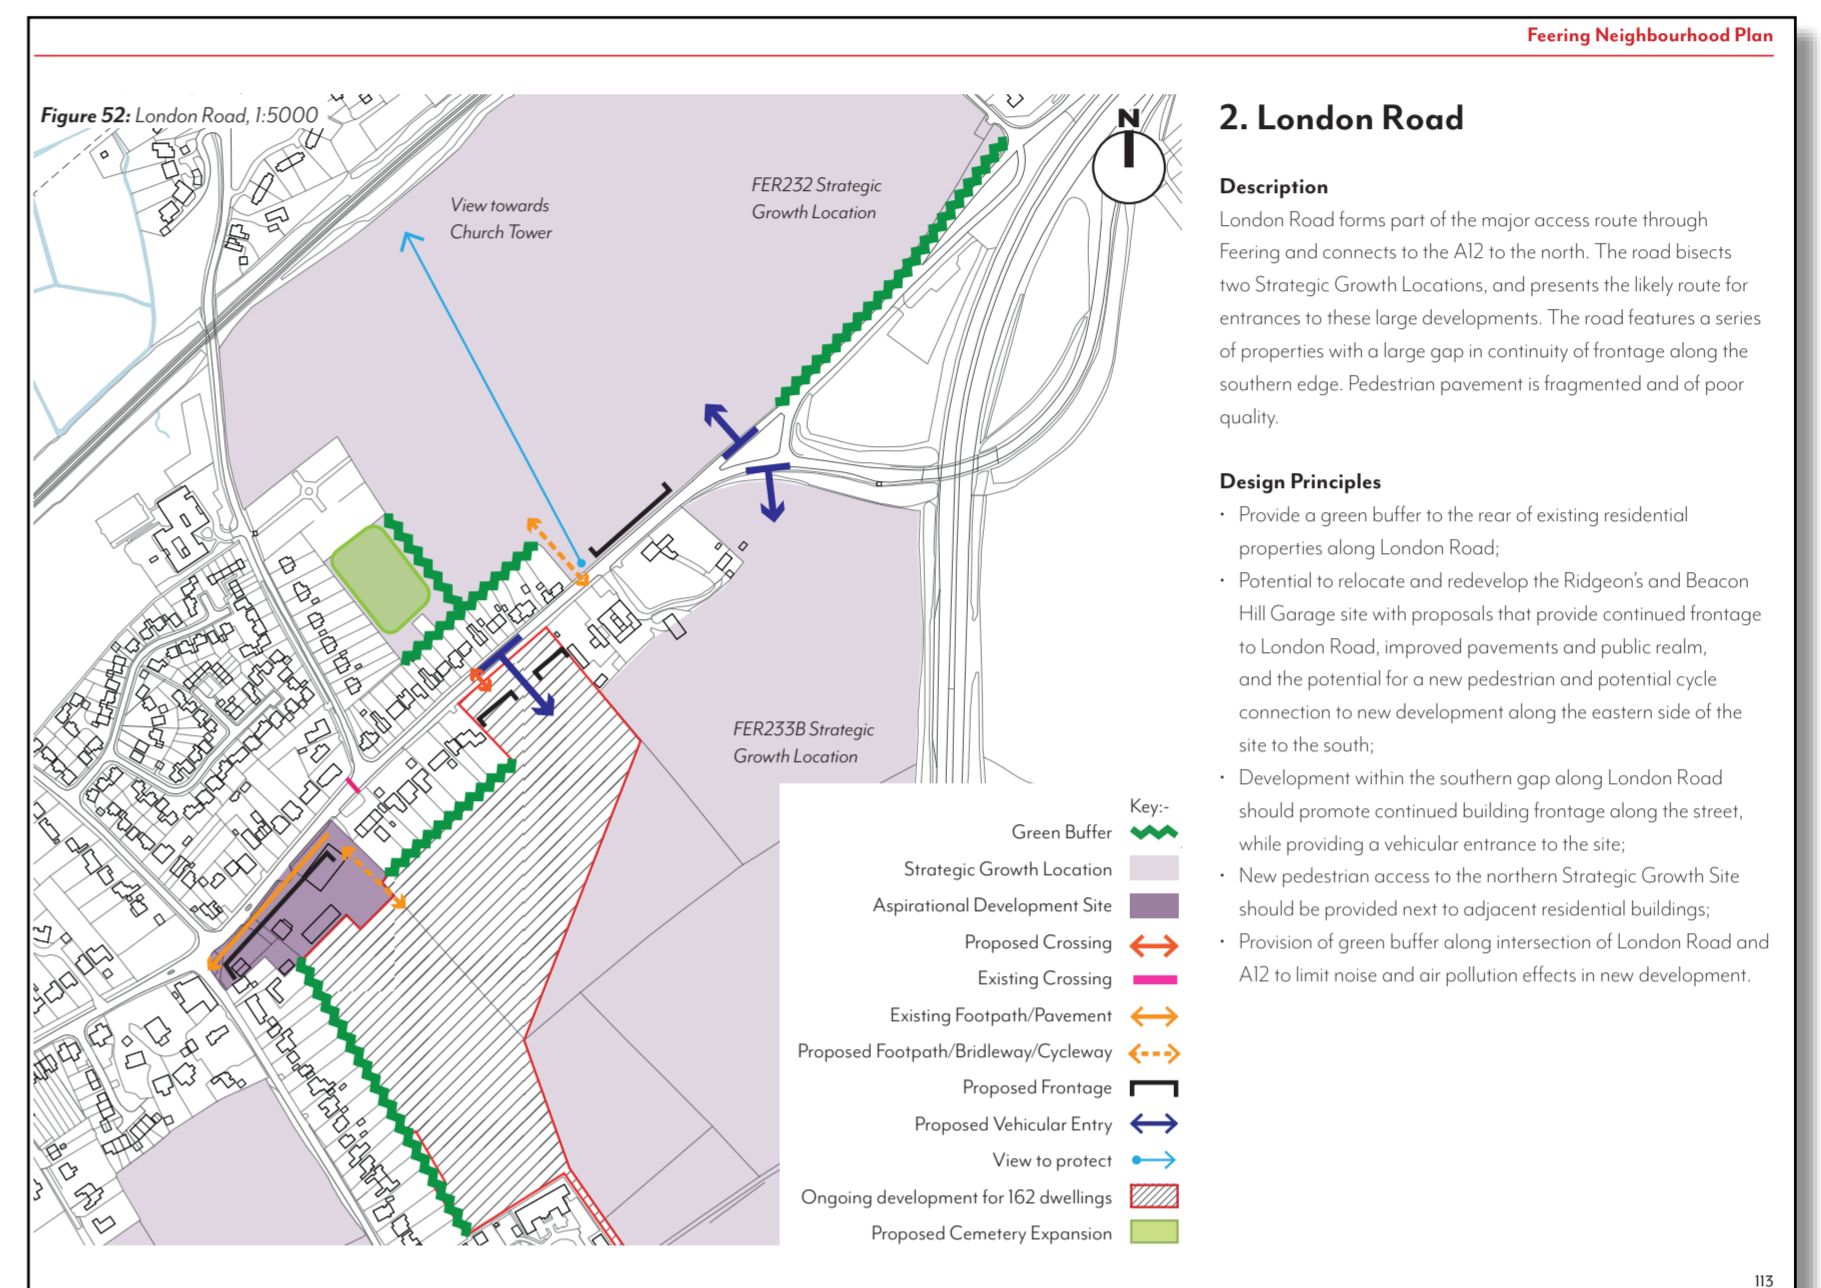 Feering Neighbourhood Plan
Figure 52: London Road, 1:5000
N
View towards
Church Tower
FER232 Strategic
Growth Location
FER233B Strategic
Growth Location
Key:-
Green Buffer
Strategic Growth Location
Aspirational Development Site
Proposed Crossing
Existing Crossing
Existing Footpath/Pavement
Proposed Footpath/Bridleway/Cycleway
Proposed Frontage
Proposed Vehicular Entry
View to protect
Ongoing development for 162 dwellings
Proposed Cemetery Expansion
2. London Road
Description
London Road forms part of the major access route through
Feering and connects to the A12 to the north. The road bisects
two Strategic Growth Locations, and presents the likely route for
entrances to these large developments. The road features a series
of properties with a large gap in continuity of frontage along the
southern edge. Pedestrian pavement is fragmented and of poor
quality.
Design Principles
• Provide a green buffer to the rear of existing residential
properties along London Road;
• Potential to relocate and redevelop the Ridgeon's and Beacon
Hill Garage site with proposals that provide continued frontage
to London Road, improved pavements and public realm,
and the potential for a new pedestrian and potential cycle
connection to new development along the eastern side of the
site to the south;
• Development within the southern gap along London Road
should promote continued building frontage along the street,
while providing a vehicular entrance to the site;
• New pedestrian access to the northern Strategic Growth Site
should be provided next to adjacent residential buildings;
• Provision of green buffer along intersection of London Road and
A12 to limit noise and air pollution effects in new development.
113